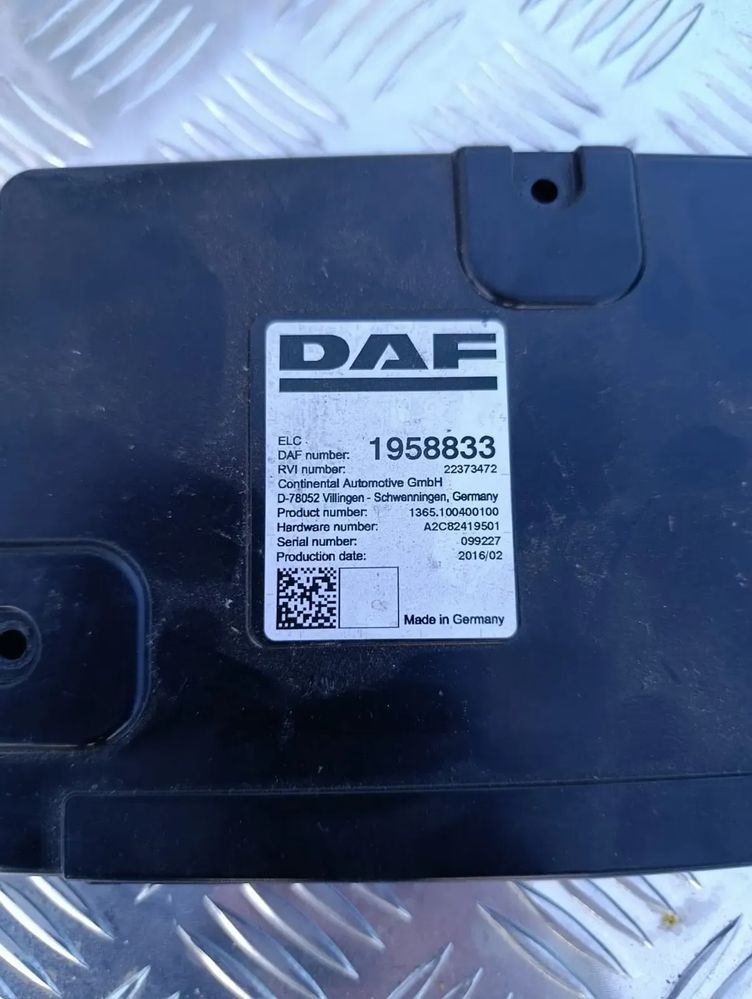 DAF
ELC
DAF number: 1958833
RVI number: 22373472
Continental Automotive GmbH
D-78052 Villingen - Schwenningen, Germany
Product number: 1365.100400100
Hardware number: A2C82419501
Serial number: 099227
Production date: 2016/02
Made in Germany